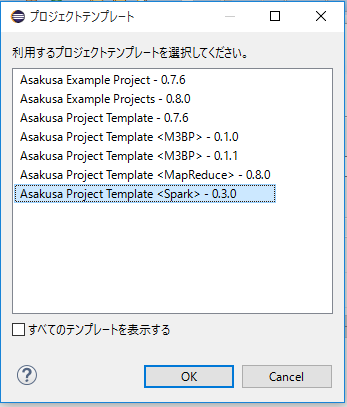 プロジェクトテンプレート
利用するプロジェクトテンプレートを選択してください。
Asakusa Example Project - 0.7.6
Asakusa Example Projects - 0.8.0
Asakusa Project Template - 0.7.6
Asakusa Project Template <M3BP> - 0.1.0
Asakusa Project Template <M3BP> - 0.1.1
Asakusa Project Template <MapReduce> - 0.8.0
Asakusa Project Template <Spark> - 0.3.0
すべてのテンプレートを表示する
?
OK
Cancel